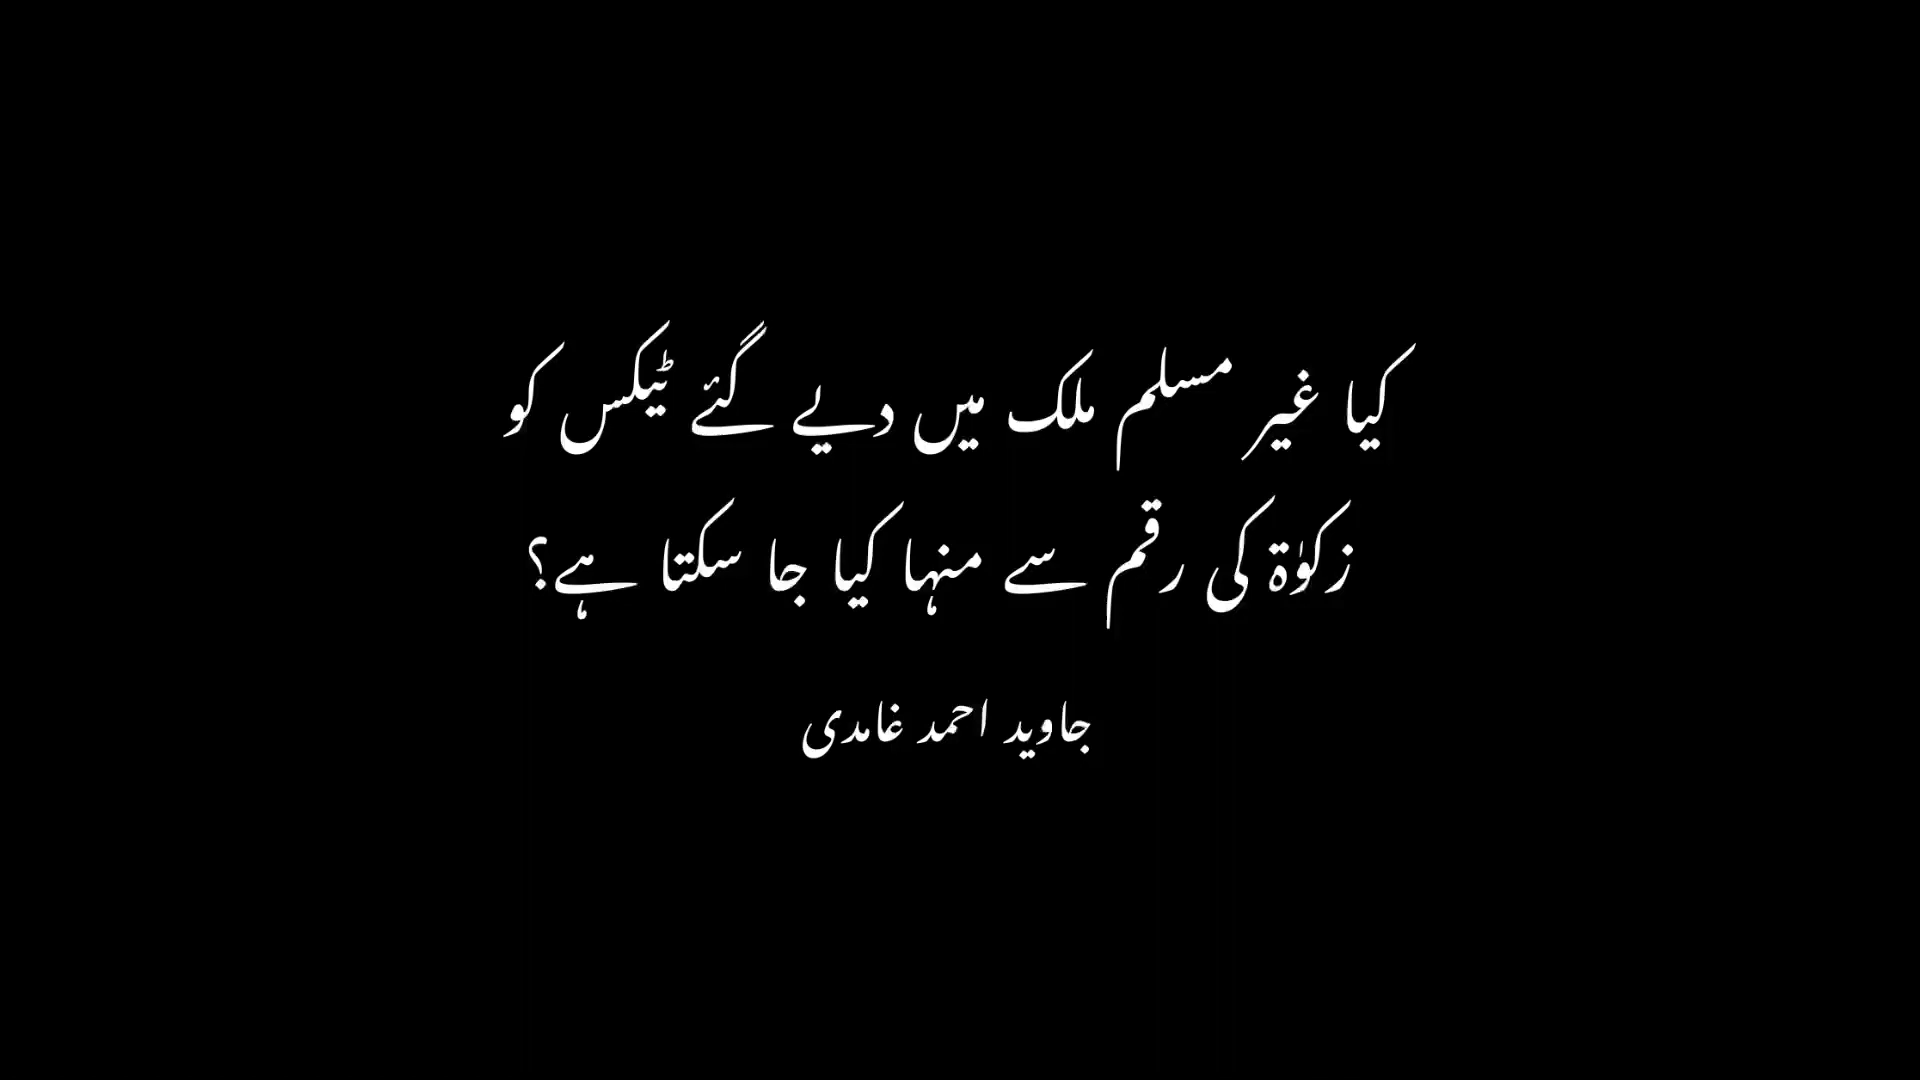 کیا غیر مسلم ملک میں دیے گئے ٹیکس کو
زکوٰۃ کی رقم سے منہا کیا جا سکتا ہے؟
جاوید احمد غامدی